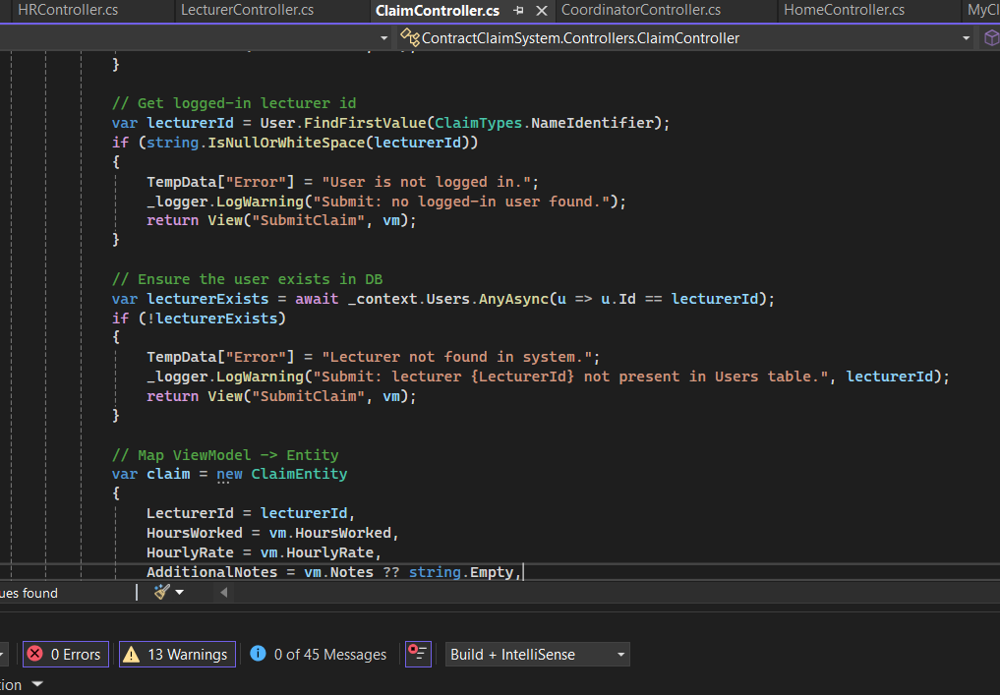 HRController.cs LecturerController.cs ClaimController.cs CoordinatorController.cs HomeController.cs MyCl
ContractClaimSystem.Controllers.ClaimController
}
// Get logged-in lecturer id
var lecturerId = User.FindFirstValue(ClaimTypes.NameIdentifier);
if (string.IsNullOrWhiteSpace(lecturerId))
{
TempData["Error"] = "User is not logged in.";
_logger.LogWarning("Submit: no logged-in user found.");
return View("SubmitClaim", vm);
}
// Ensure the user exists in DB
var lecturerExists = await _context.Users.AnyAsync(u => u.Id == lecturerId);
if (!lecturerExists)
{
TempData["Error"] = "Lecturer not found in system.";
_logger.LogWarning("Submit: lecturer {LecturerId} not present in Users table.", lecturerId);
return View("SubmitClaim", vm);
}
// Map ViewModel -> Entity
var claim = new ClaimEntity
{
LecturerId = lecturerId,
HoursWorked = vm.HoursWorked,
HourlyRate = vm.HourlyRate,
AdditionalNotes = vm.Notes ?? string.Empty,
ues found
0 Errors 13 Warnings 0 of 45 Messages Build + IntelliSense
tion